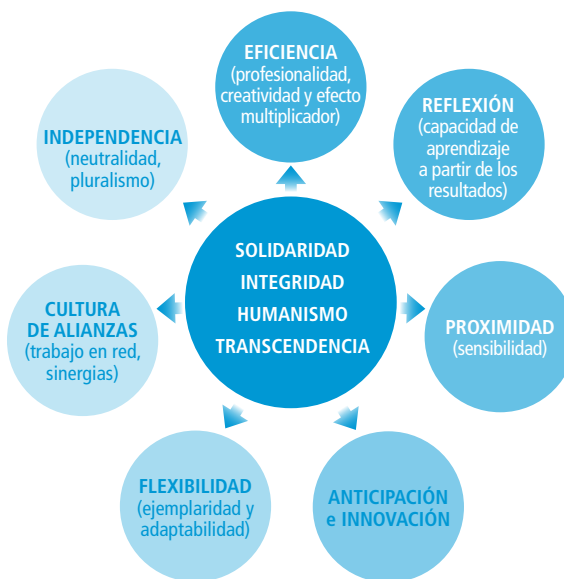 EFICIENCIA
(profesionalidad,
creatividad y efecto
multiplicador)
REFLEXIÓN
(capacidad de
aprendizaje
a partir de los
resultados)
INDEPENDENCIA
(neutralidad,
pluralismo)
SOLIDARIDAD
INTEGRIDAD
HUMANISMO
TRANSCENDENCIA
PROXIMIDAD
(sensibilidad)
CULTURA
DE ALIANZAS
(trabajo en red,
sinergias)
FLEXIBILIDAD
(ejemplaridad y
adaptabilidad)
ANTICIPACIÓN
e INNOVACIÓN